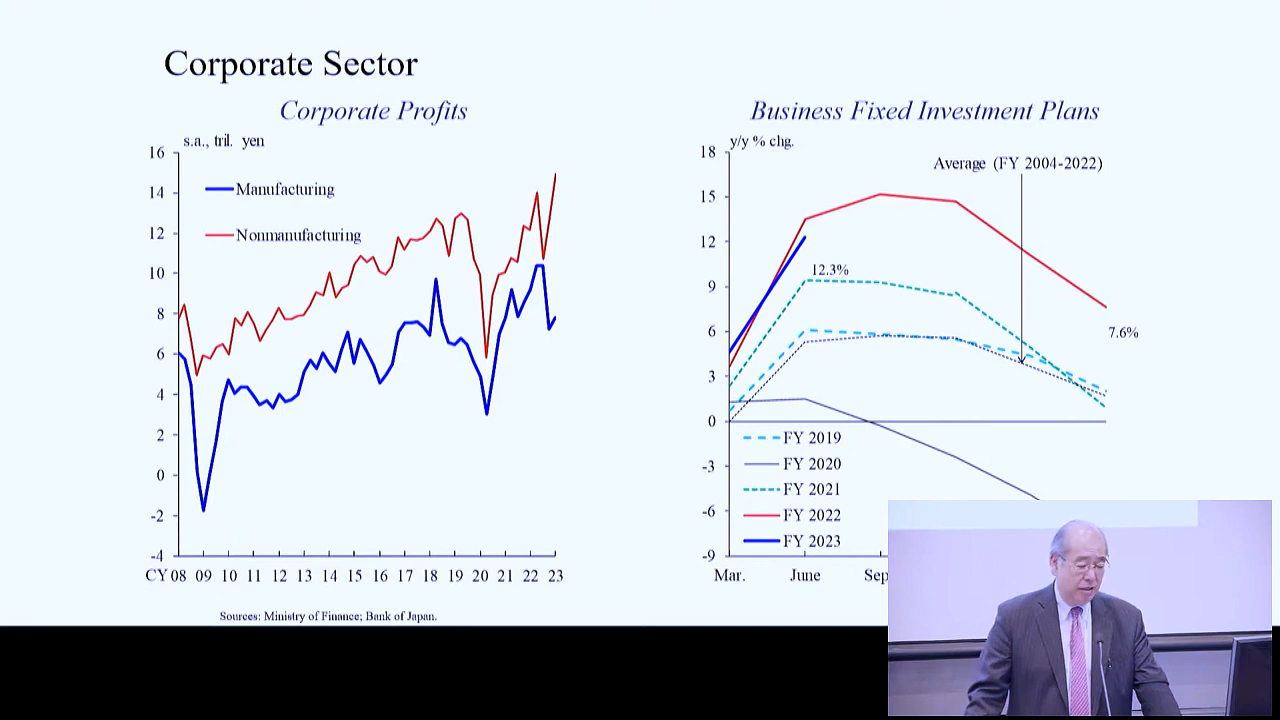 Corporate Sector
Corporate Profits
s.a., tril. yen
16
14
12
10
8
6
4
2
0
-2
-4
Manufacturing
Nonmanufacturing
CY 08 09 10 11 12 13 14 15 16 17 18 19 20 21 22 23
Sources: Ministry of Finance; Bank of Japan.
Business Fixed Investment Plans
y/y % chg.
18
15
12
9
6
3
0
-3
-6
-9
Average (FY 2004-2022)
12.3%
7.6%
FY 2019
FY 2020
FY 2021
FY 2022
FY 2023
Mar. June Sep